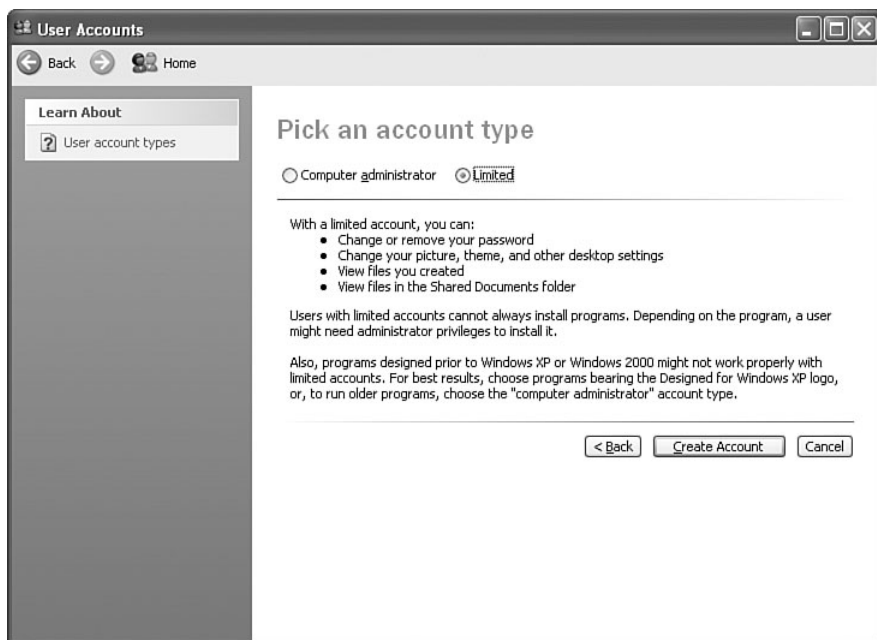 User Accounts
Back Home
Learn About
? User account types
Pick an account type
Computer administrator Limited
With a limited account, you can:
• Change or remove your password
• Change your picture, theme, and other desktop settings
• View files you created
• View files in the Shared Documents folder
Users with limited accounts cannot always install programs. Depending on the program, a user
might need administrator privileges to install it.
Also, programs designed prior to Windows XP or Windows 2000 might not work properly with
limited accounts. For best results, choose programs bearing the Designed for Windows XP logo,
or, to run older programs, choose the "computer administrator" account type.
< Back Create Account Cancel